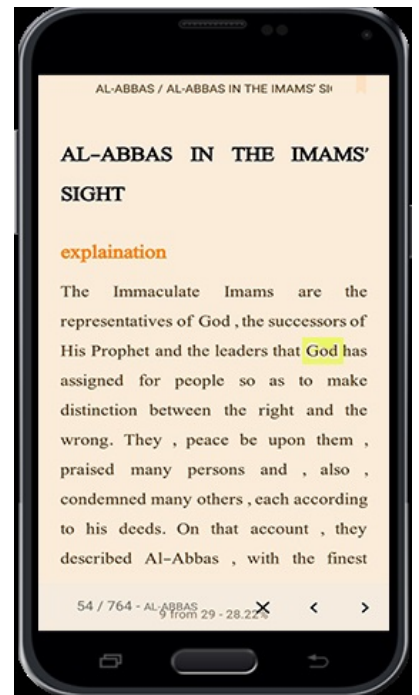 AL-ABBAS / AL-ABBAS IN THE IMAMS' SI
AL-ABBAS IN THE IMAMS'
SIGHT
explaination
The Immaculate Imams are the
representatives of God , the successors of
His Prophet and the leaders that God has
assigned for people so as to make
distinction between the right and the
wrong. They , peace be upon them ,
praised many persons and , also ,
condemned many others , each according
to his deeds. On that account , they
described Al-Abbas , with the finest
54 / 764 - AL-ABBAS
9 from 29 - 28.22%